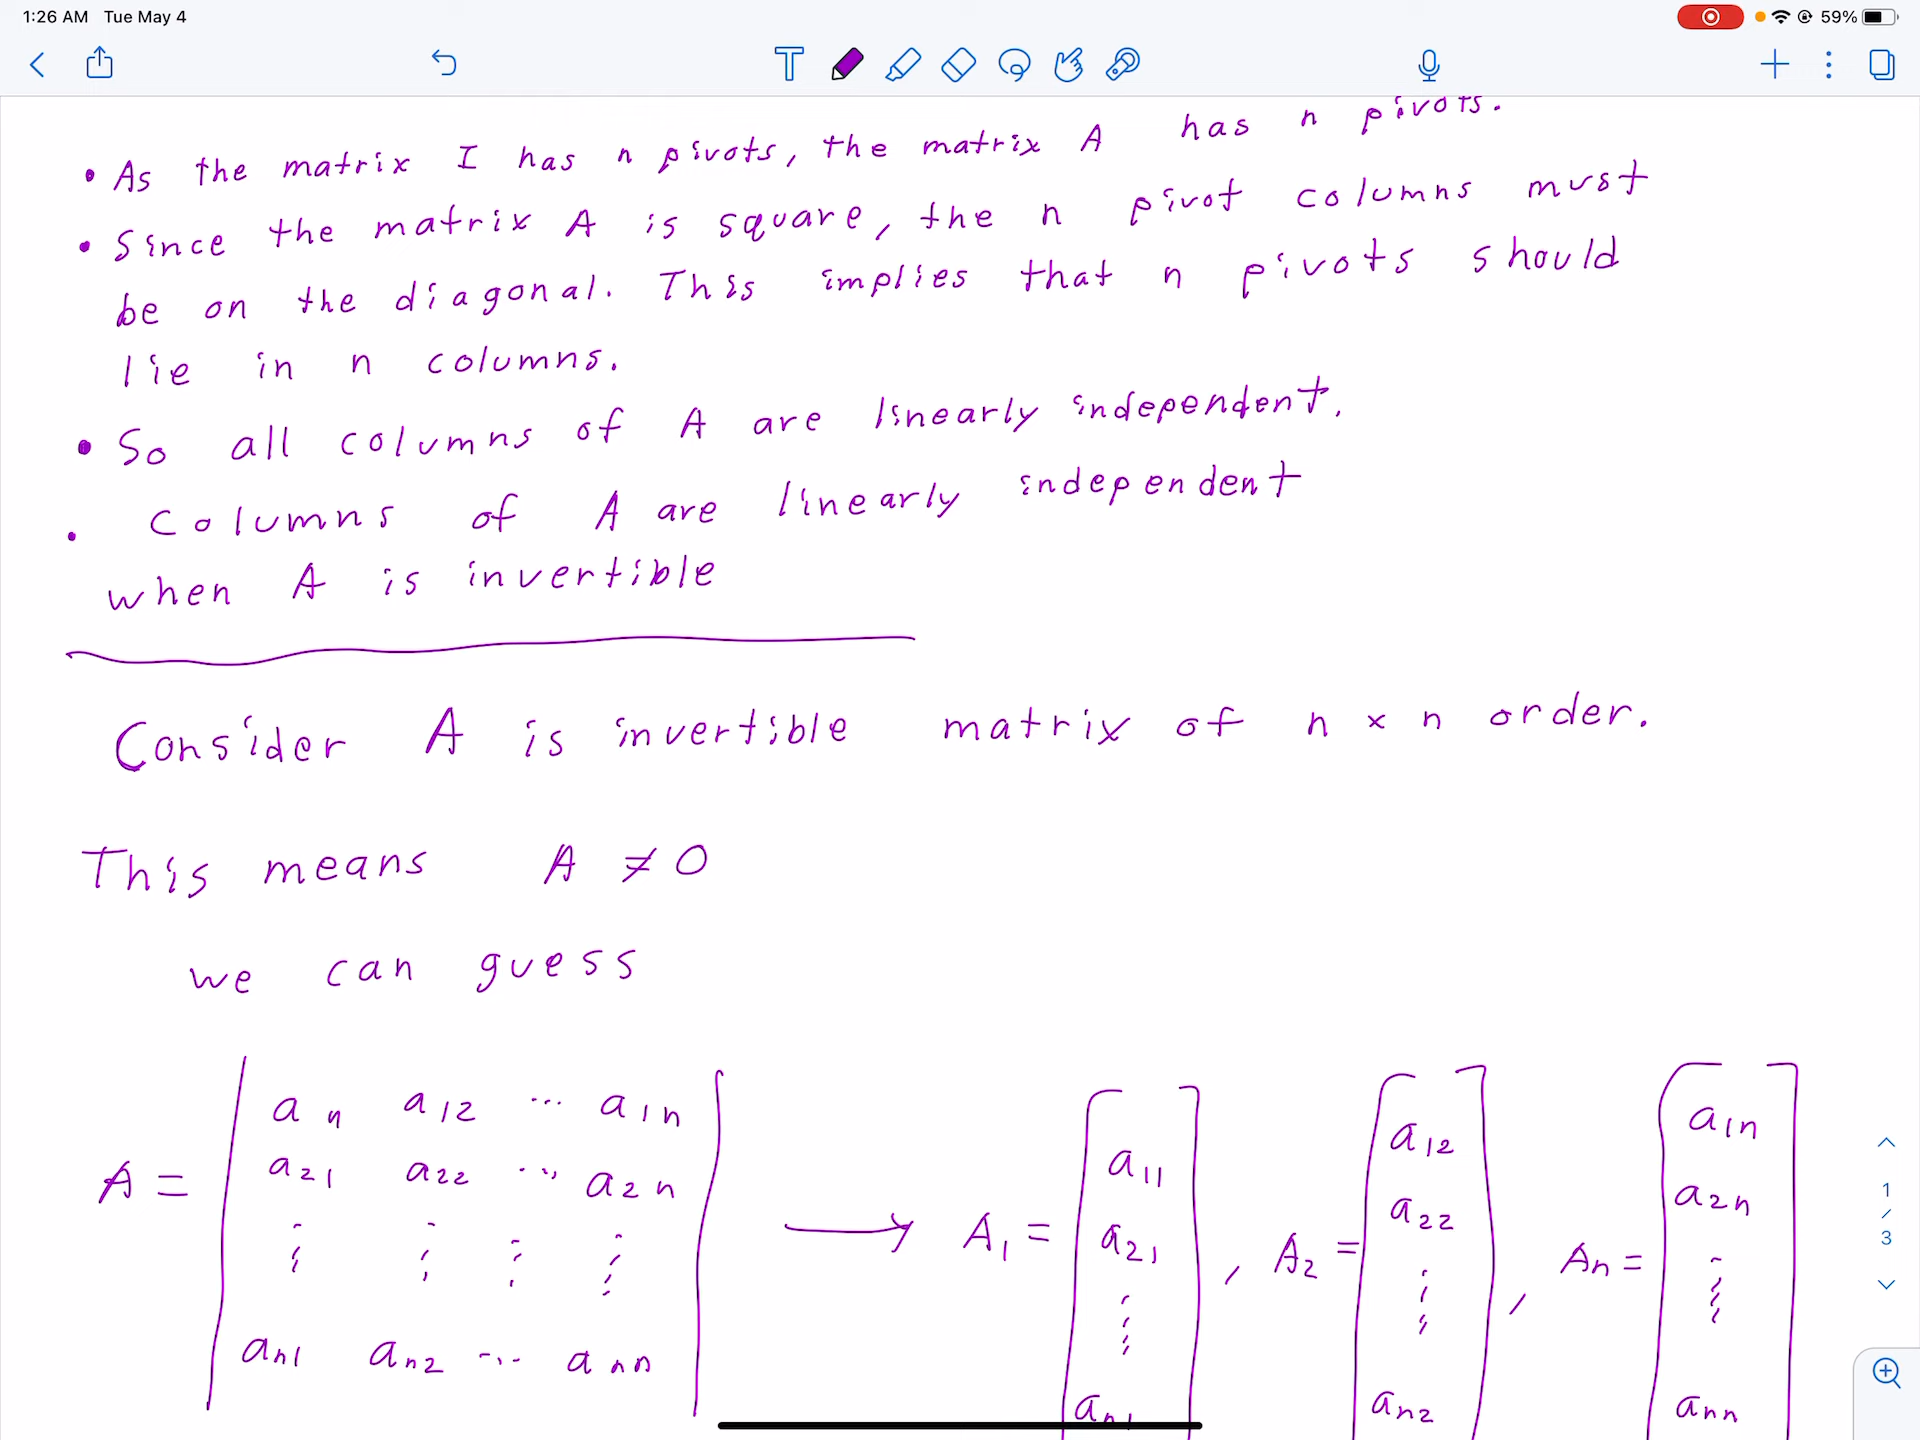 1:26 AM Tue May 4
59%
T
• As the matrix I has n pivots, the matrix A has n pivots.
• Since the matrix A is square, the n pivot columns must
be on the diagonal. This implies that n pivots should
lie in n columns.
• So all columns of A are linearly independent.
• Columns of A are linearly independent
when A is invertible
Consider A is invertible matrix of n x n order.
This means A ≠ 0
we can guess
a n a12 ... a1n
a21 a22 ... a2n
A = ⋮ ⋮ ⋮ ⋮
an1 an2 ... ann
→ A1 = [a11 a21 ⋮ an1], A2 = [a12 a22 ⋮ an2], An = [a1n a2n ⋮ ann]
1
/
3